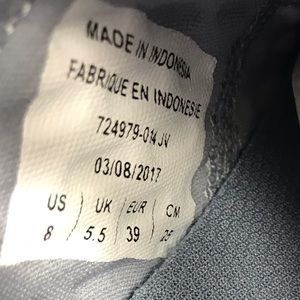 MADE IN INDONESIA
FABRIQUE EN INDONESIE
724979-014 JV
03/08/2017
US / UK / EUR / CM
8 / 5.5 / 39 / 25